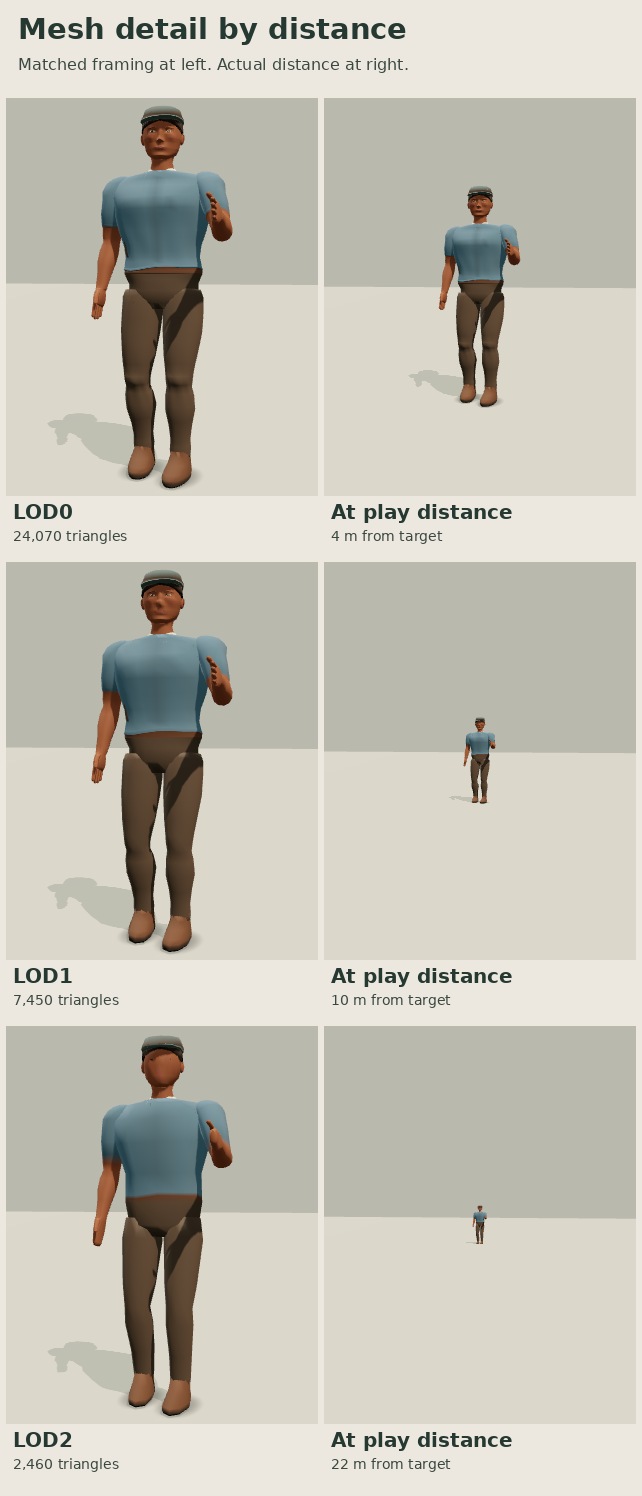 Mesh detail by distance
Matched framing at left. Actual distance at right.
LOD0
24,070 triangles
At play distance
4 m from target
LOD1
7,450 triangles
At play distance
10 m from target
LOD2
2,460 triangles
At play distance
22 m from target